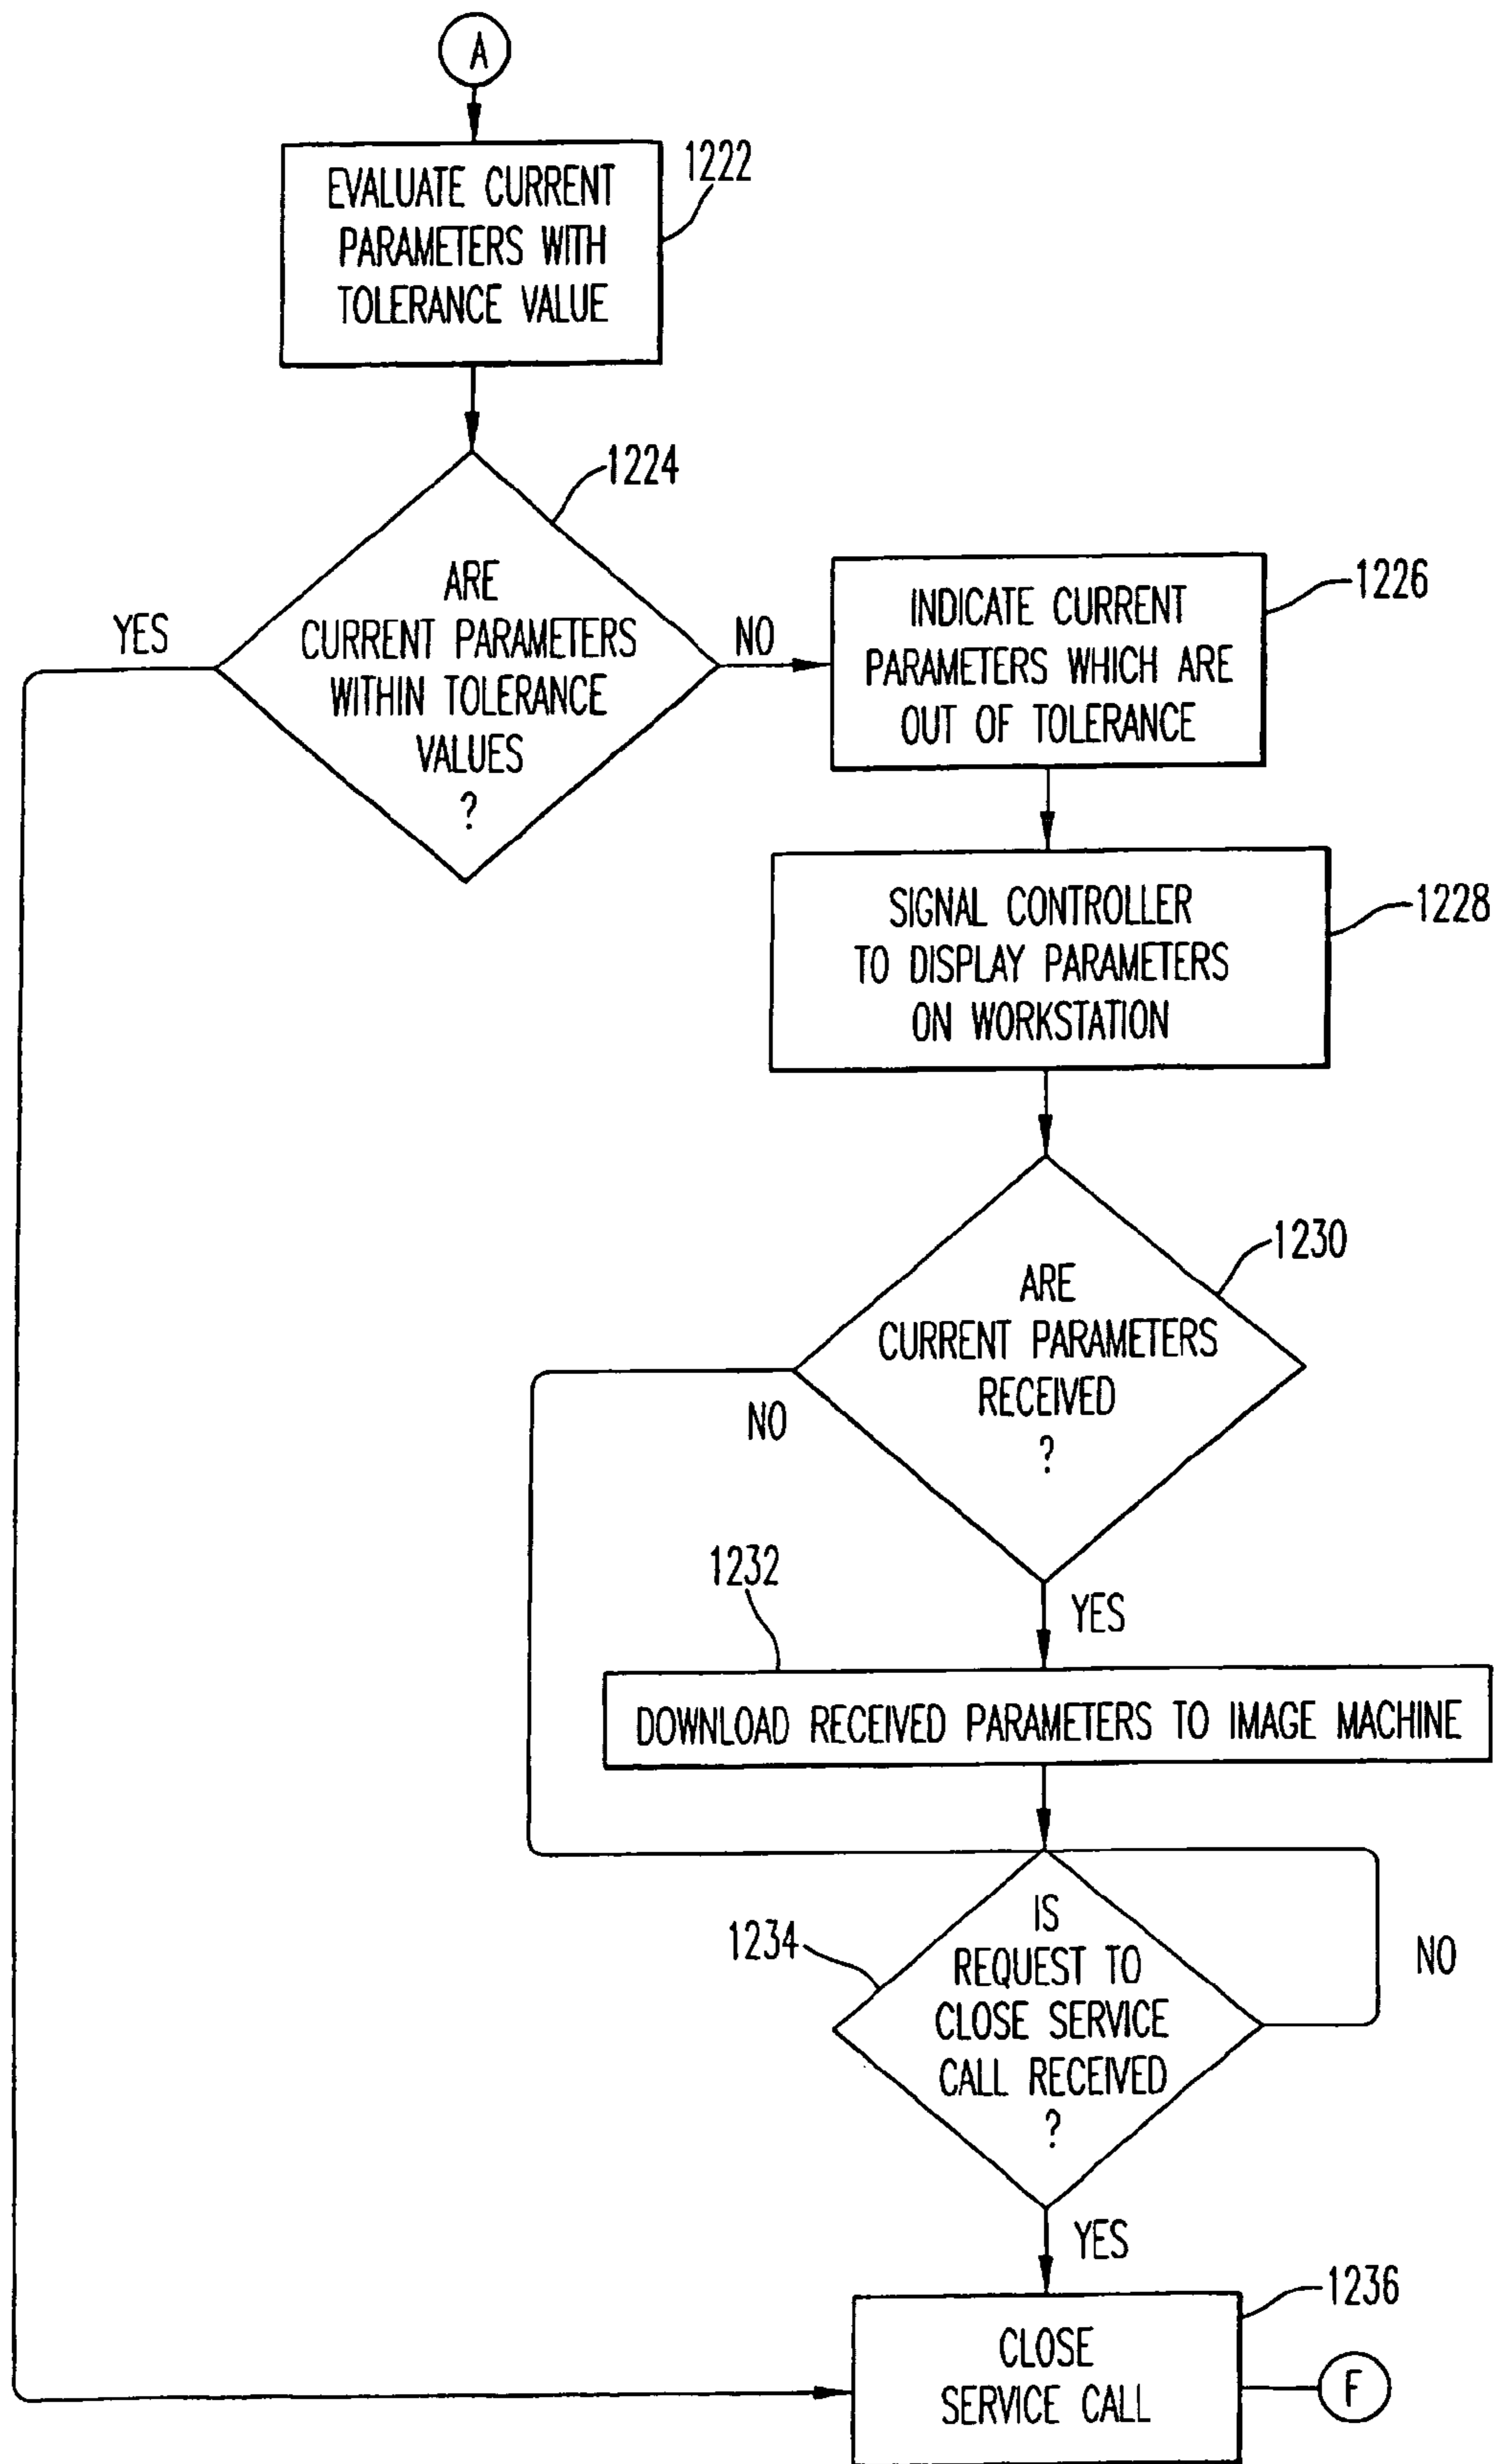 A
EVALUATE CURRENT
PARAMETERS WITH
TOLERANCE VALUE
1222
1224
ARE
CURRENT PARAMETERS
WITHIN TOLERANCE
VALUES
?
YES
NO
INDICATE CURRENT
PARAMETERS WHICH ARE
OUT OF TOLERANCE
1226
SIGNAL CONTROLLER
TO DISPLAY PARAMETERS
ON WORKSTATION
1228
ARE
CURRENT PARAMETERS
RECEIVED
?
1230
NO
YES
1232
DOWNLOAD RECEIVED PARAMETERS TO IMAGE MACHINE
1234
IS
REQUEST TO
CLOSE SERVICE
CALL RECEIVED
?
NO
YES
1236
CLOSE
SERVICE CALL
F